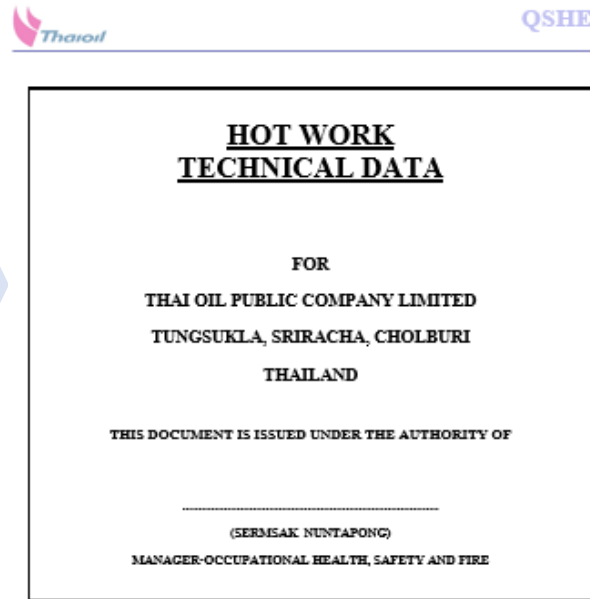 Thaioil
QSHE
HOT WORK
TECHNICAL DATA
FOR
THAI OIL PUBLIC COMPANY LIMITED
TUNGSUKLA, SRIRACHA, CHOLBURI
THAILAND
THIS DOCUMENT IS ISSUED UNDER THE AUTHORITY OF
(SERMSAK NUNTAPONG)
MANAGER-OCCUPATIONAL HEALTH, SAFETY AND FIRE